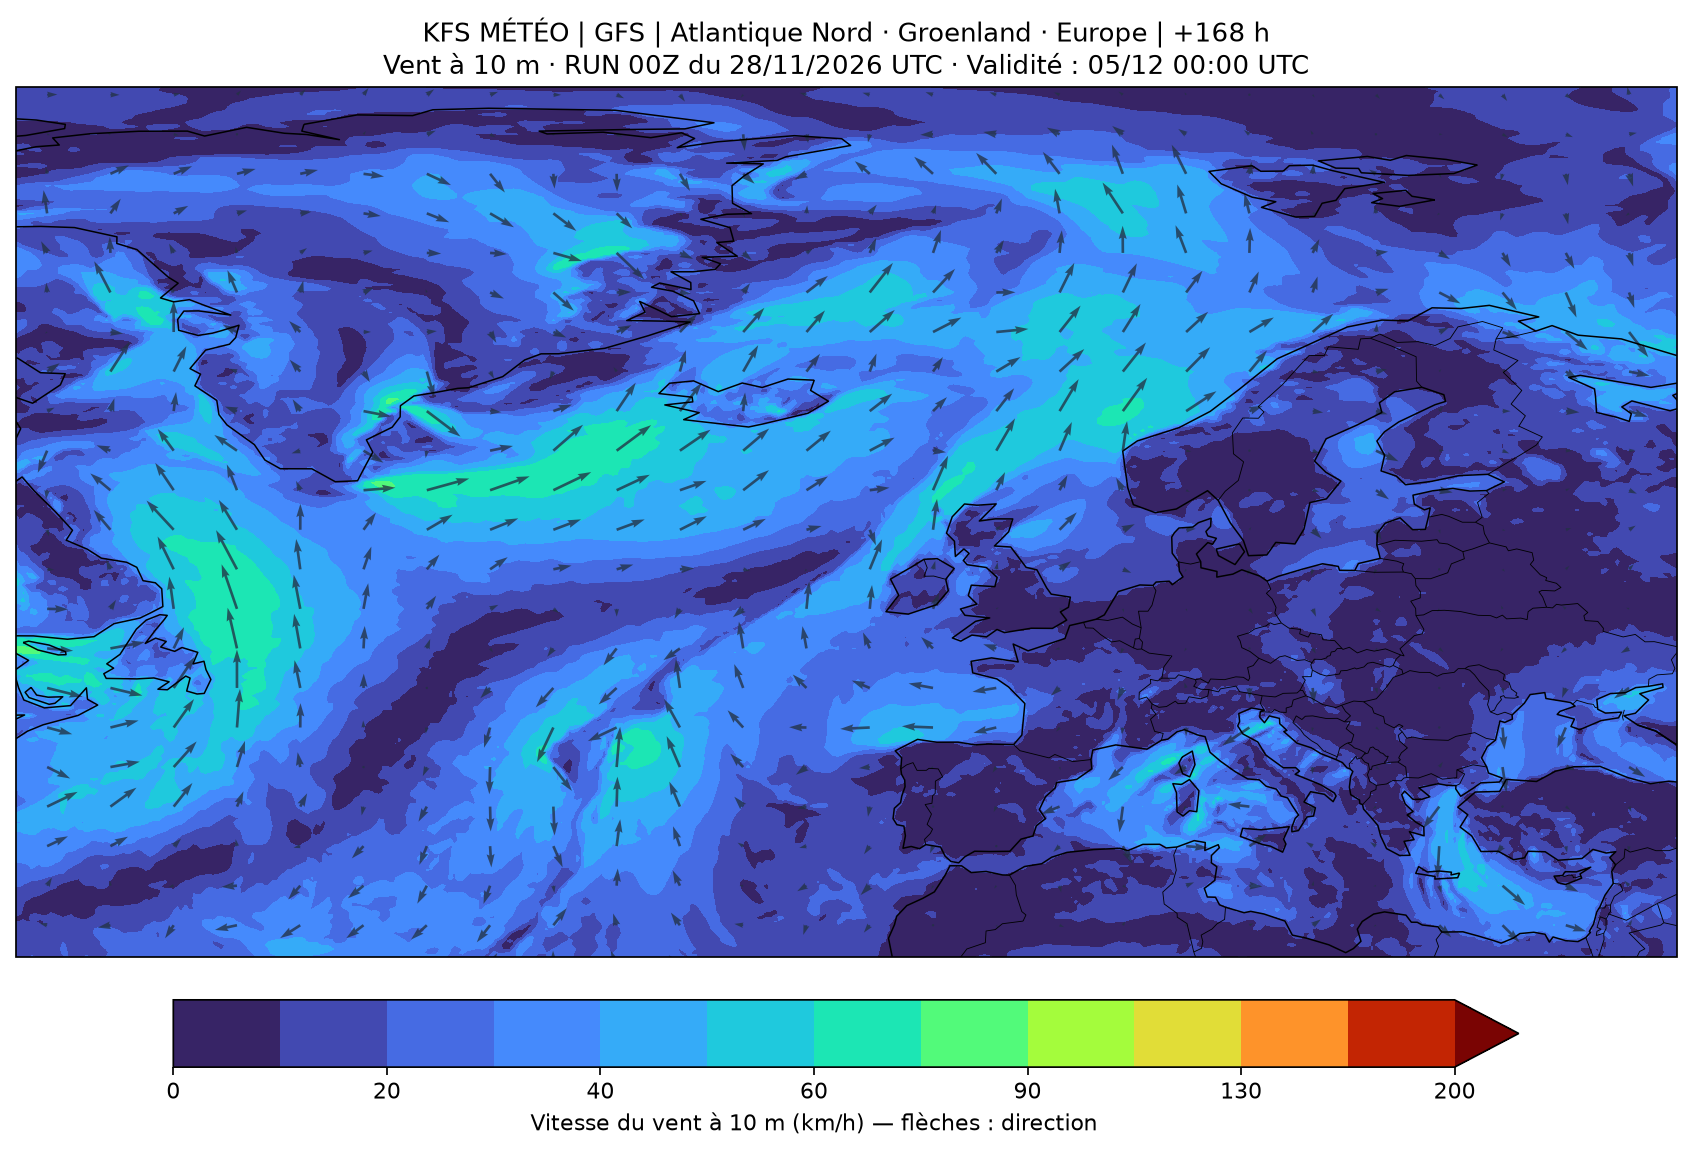 KFS MÉTÉO | GFS | Atlantique Nord · Groenland · Europe | +168 h
Vent à 10 m · RUN 00Z du 28/11/2026 UTC · Validité : 05/12 00:00 UTC
0 20 40 60 90 130 200
Vitesse du vent à 10 m (km/h) — flèches : direction